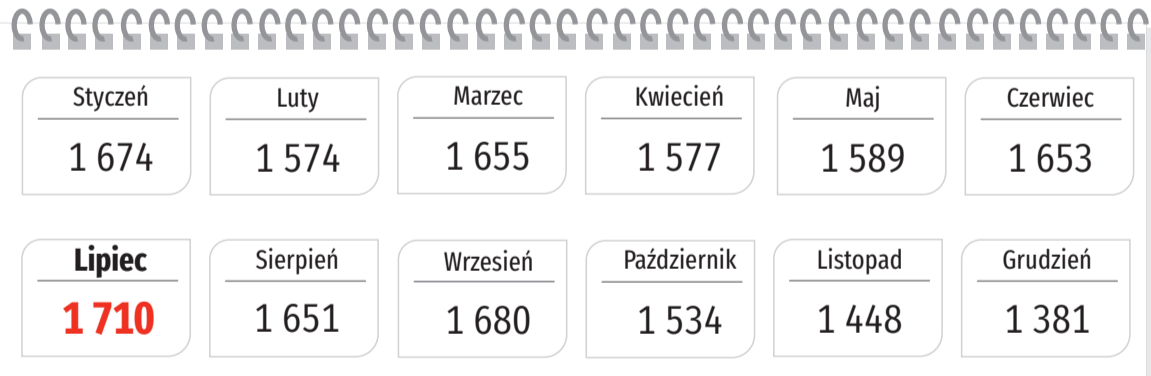 Styczeń
1 674
Luty
1 574
Marzec
1 655
Kwiecień
1 577
Maj
1 589
Czerwiec
1 653
Lipiec
1 710
Sierpień
1 651
Wrzesień
1 680
Październik
1 534
Listopad
1 448
Grudzień
1 381